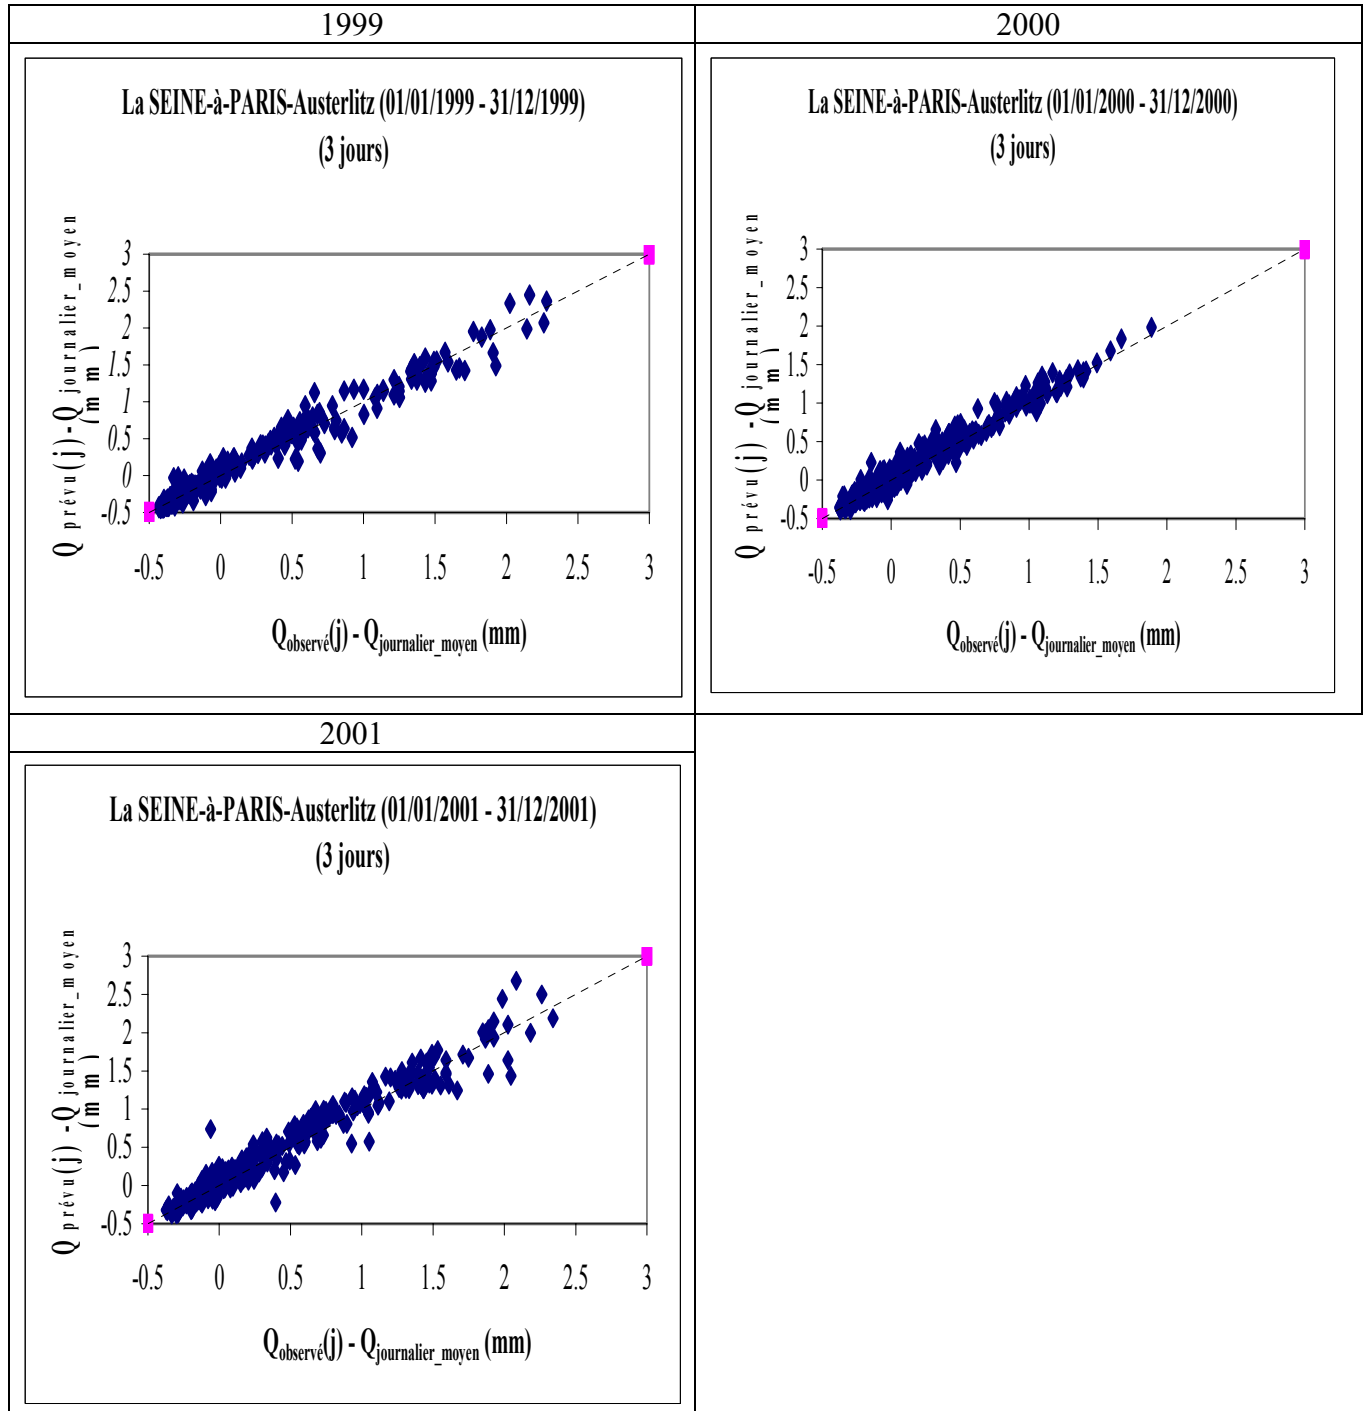 1999
2000
La SEINE-à-PARIS-Austerlitz (01/01/1999 - 31/12/1999)
(3 jours)
Q prévu(j) -Q journalier_moyen
(mm)
3
2.5
2
1.5
1
0.5
0
-0.5
-0.5 0 0.5 1 1.5 2 2.5 3
Qobservé(j) - Qjournalier_moyen (mm)
La SEINE-à-PARIS-Austerlitz (01/01/2000 - 31/12/2000)
(3 jours)
Q prévu(j) -Q journalier_moyen
(mm)
3
2.5
2
1.5
1
0.5
0
-0.5
-0.5 0 0.5 1 1.5 2 2.5 3
Qobservé(j) - Qjournalier_moyen (mm)
2001
La SEINE-à-PARIS-Austerlitz (01/01/2001 - 31/12/2001)
(3 jours)
Q prévu(j) -Q journalier_moyen
(mm)
3
2.5
2
1.5
1
0.5
0
-0.5
-0.5 0 0.5 1 1.5 2 2.5 3
Qobservé(j) - Qjournalier_moyen (mm)